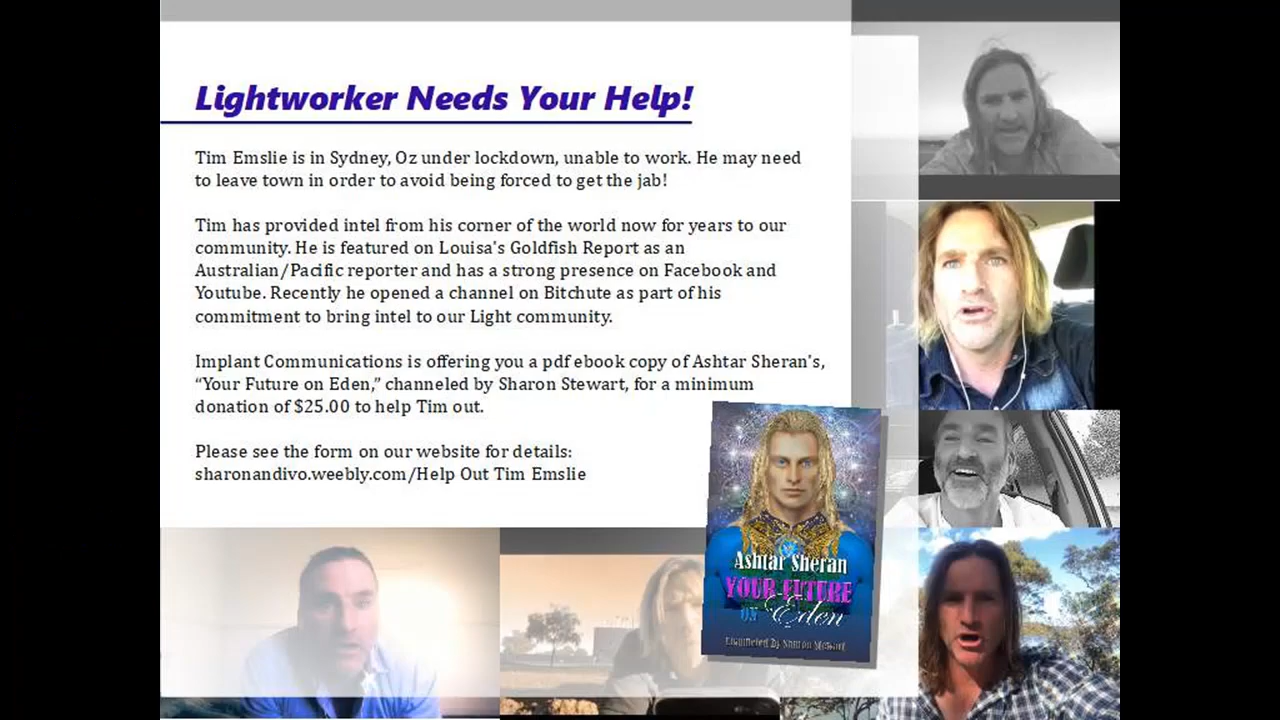 Lightworker Needs Your Help!
Tim Emslie is in Sydney, Oz under lockdown, unable to work. He may need
to leave town in order to avoid being forced to get the jab!
Tim has provided intel from his corner of the world now for years to our
community. He is featured on Louisa's Goldfish Report as an
Australian/Pacific reporter and has a strong presence on Facebook and
Youtube. Recently he opened a channel on Bitchute as part of his
commitment to bring intel to our Light community.
Implant Communications is offering you a pdf ebook copy of Ashtar Sheran's,
“Your Future on Eden,” channeled by Sharon Stewart, for a minimum
donation of $25.00 to help Tim out.
Please see the form on our website for details:
sharonandivo.weebly.com/Help Out Tim Emslie
Ashtar Sheran
YOUR FUTURE
ON Eden
Channeled By Sharon Stewart